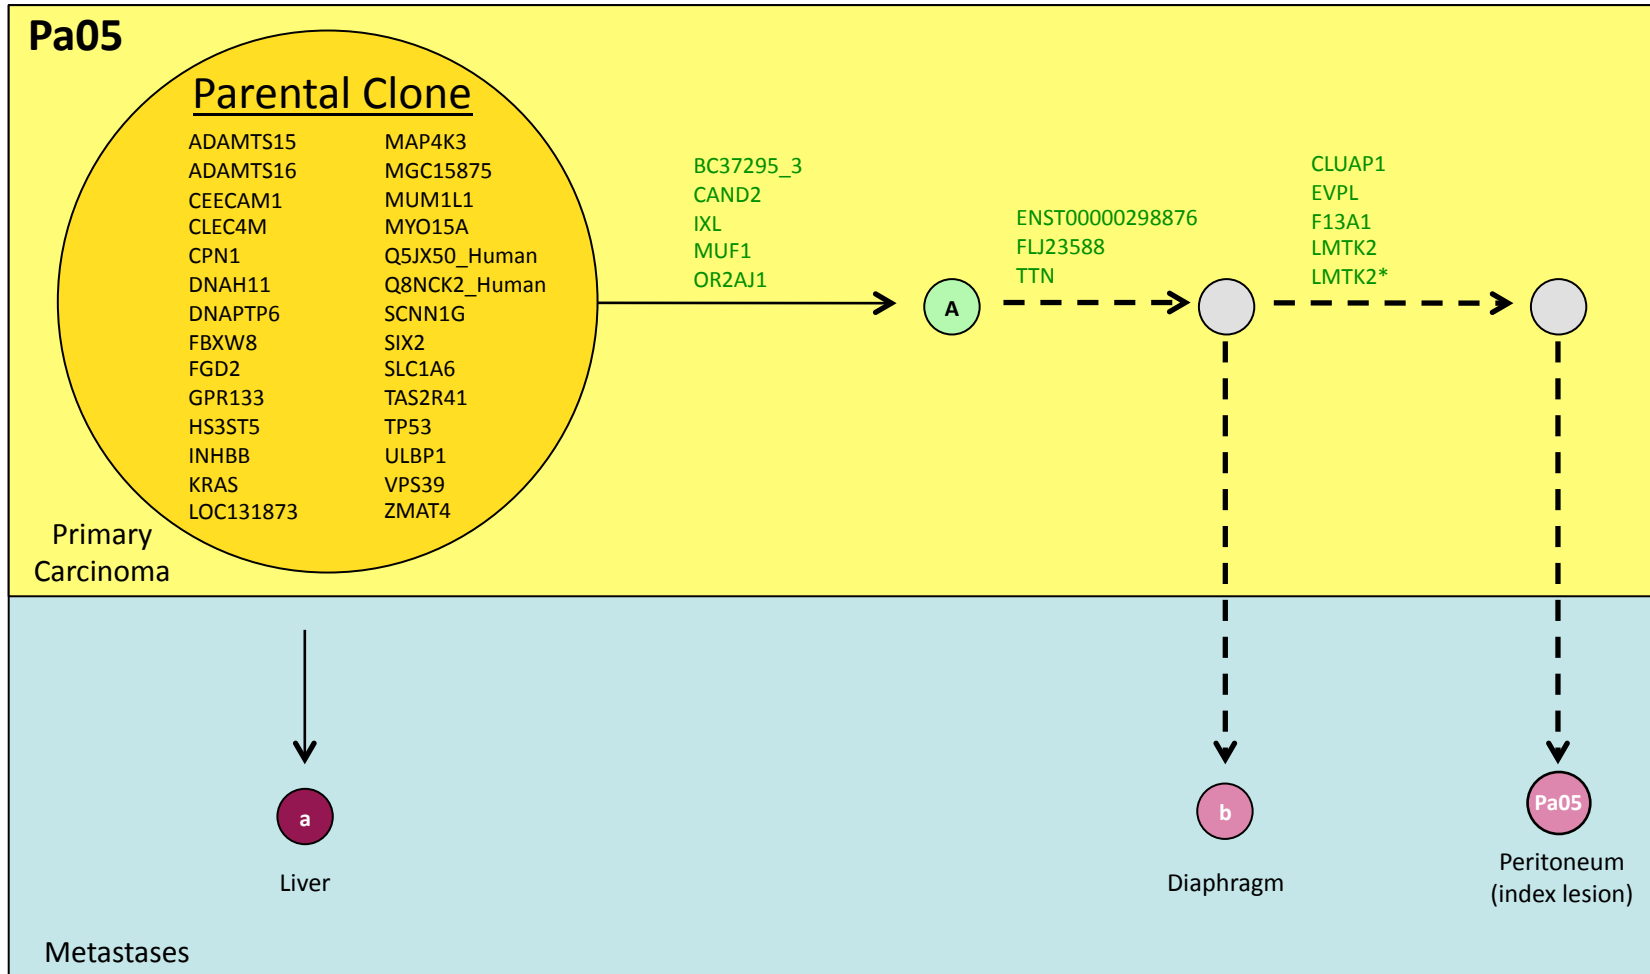 Pa05
Parental Clone
ADAMTS15
ADAMTS16
CEECAM1
CLEC4M
CPN1
DNAH11
DNAPTP6
FBXW8
FGD2
GPR133
HS3ST5
INHBB
KRAS
LOC131873
MAP4K3
MGC15875
MUM1L1
MYO15A
Q5JX50_Human
Q8NCK2_Human
SCNN1G
SIX2
SLC1A6
TAS2R41
TP53
ULBP1
VPS39
ZMAT4
BC37295_3
CAND2
IXL
MUF1
OR2AJ1
A
ENST00000298876
FLJ23588
TTN
CLUAP1
EVPL
F13A1
LMTK2
LMTK2*
Primary
Carcinoma
a
Liver
b
Diaphragm
Pa05
Peritoneum
(index lesion)
Metastases